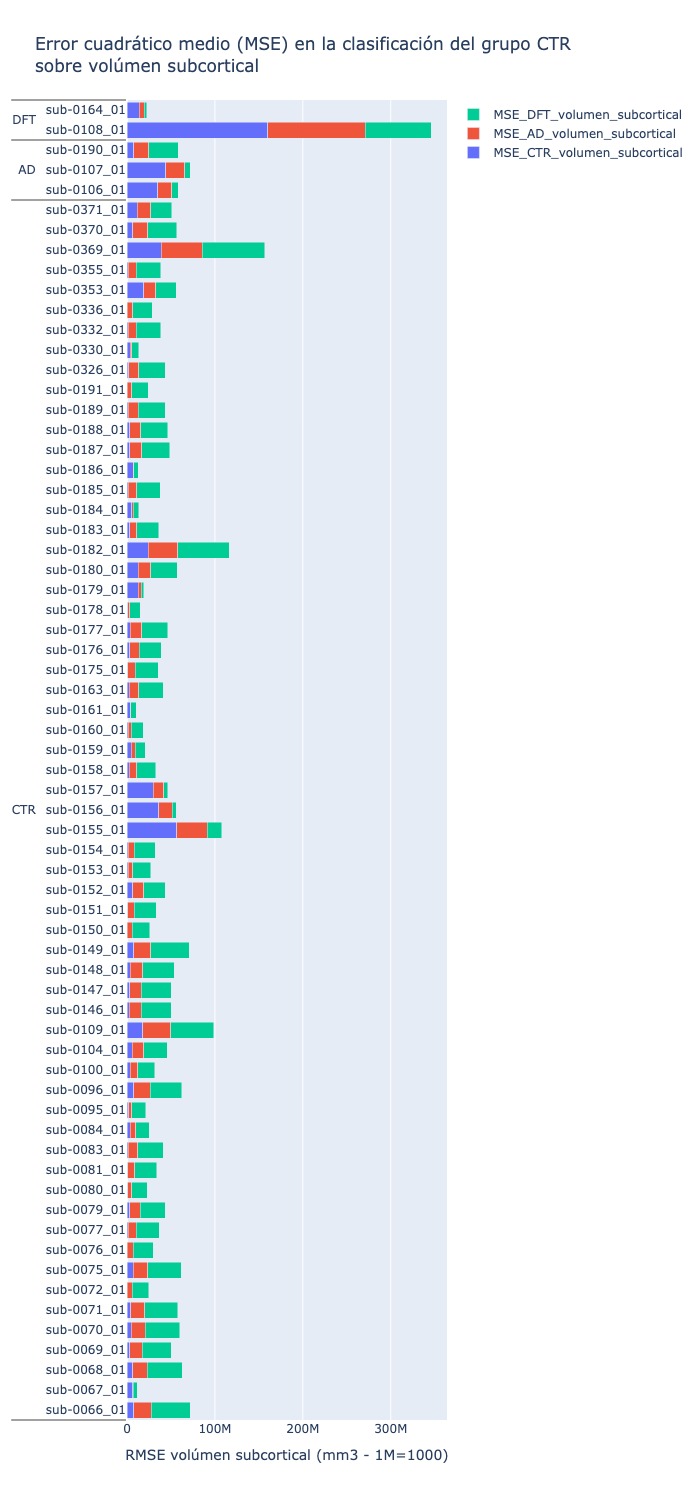 Error cuadrático medio (MSE) en la clasificación del grupo CTR
sobre volúmen subcortical
MSE_DFT_volumen_subcortical
MSE_AD_volumen_subcortical
MSE_CTR_volumen_subcortical
DFT
sub-0164_01
sub-0108_01
AD
sub-0190_01
sub-0107_01
sub-0106_01
CTR
sub-0371_01
sub-0370_01
sub-0369_01
sub-0355_01
sub-0353_01
sub-0336_01
sub-0332_01
sub-0330_01
sub-0326_01
sub-0191_01
sub-0189_01
sub-0188_01
sub-0187_01
sub-0186_01
sub-0185_01
sub-0184_01
sub-0183_01
sub-0182_01
sub-0180_01
sub-0179_01
sub-0178_01
sub-0177_01
sub-0176_01
sub-0175_01
sub-0163_01
sub-0161_01
sub-0160_01
sub-0159_01
sub-0158_01
sub-0157_01
sub-0156_01
sub-0155_01
sub-0154_01
sub-0153_01
sub-0152_01
sub-0151_01
sub-0150_01
sub-0149_01
sub-0148_01
sub-0147_01
sub-0146_01
sub-0109_01
sub-0104_01
sub-0100_01
sub-0096_01
sub-0095_01
sub-0084_01
sub-0083_01
sub-0081_01
sub-0080_01
sub-0079_01
sub-0077_01
sub-0076_01
sub-0075_01
sub-0072_01
sub-0071_01
sub-0070_01
sub-0069_01
sub-0068_01
sub-0067_01
sub-0066_01
0 100M 200M 300M
RMSE volúmen subcortical (mm3 - 1M=1000)